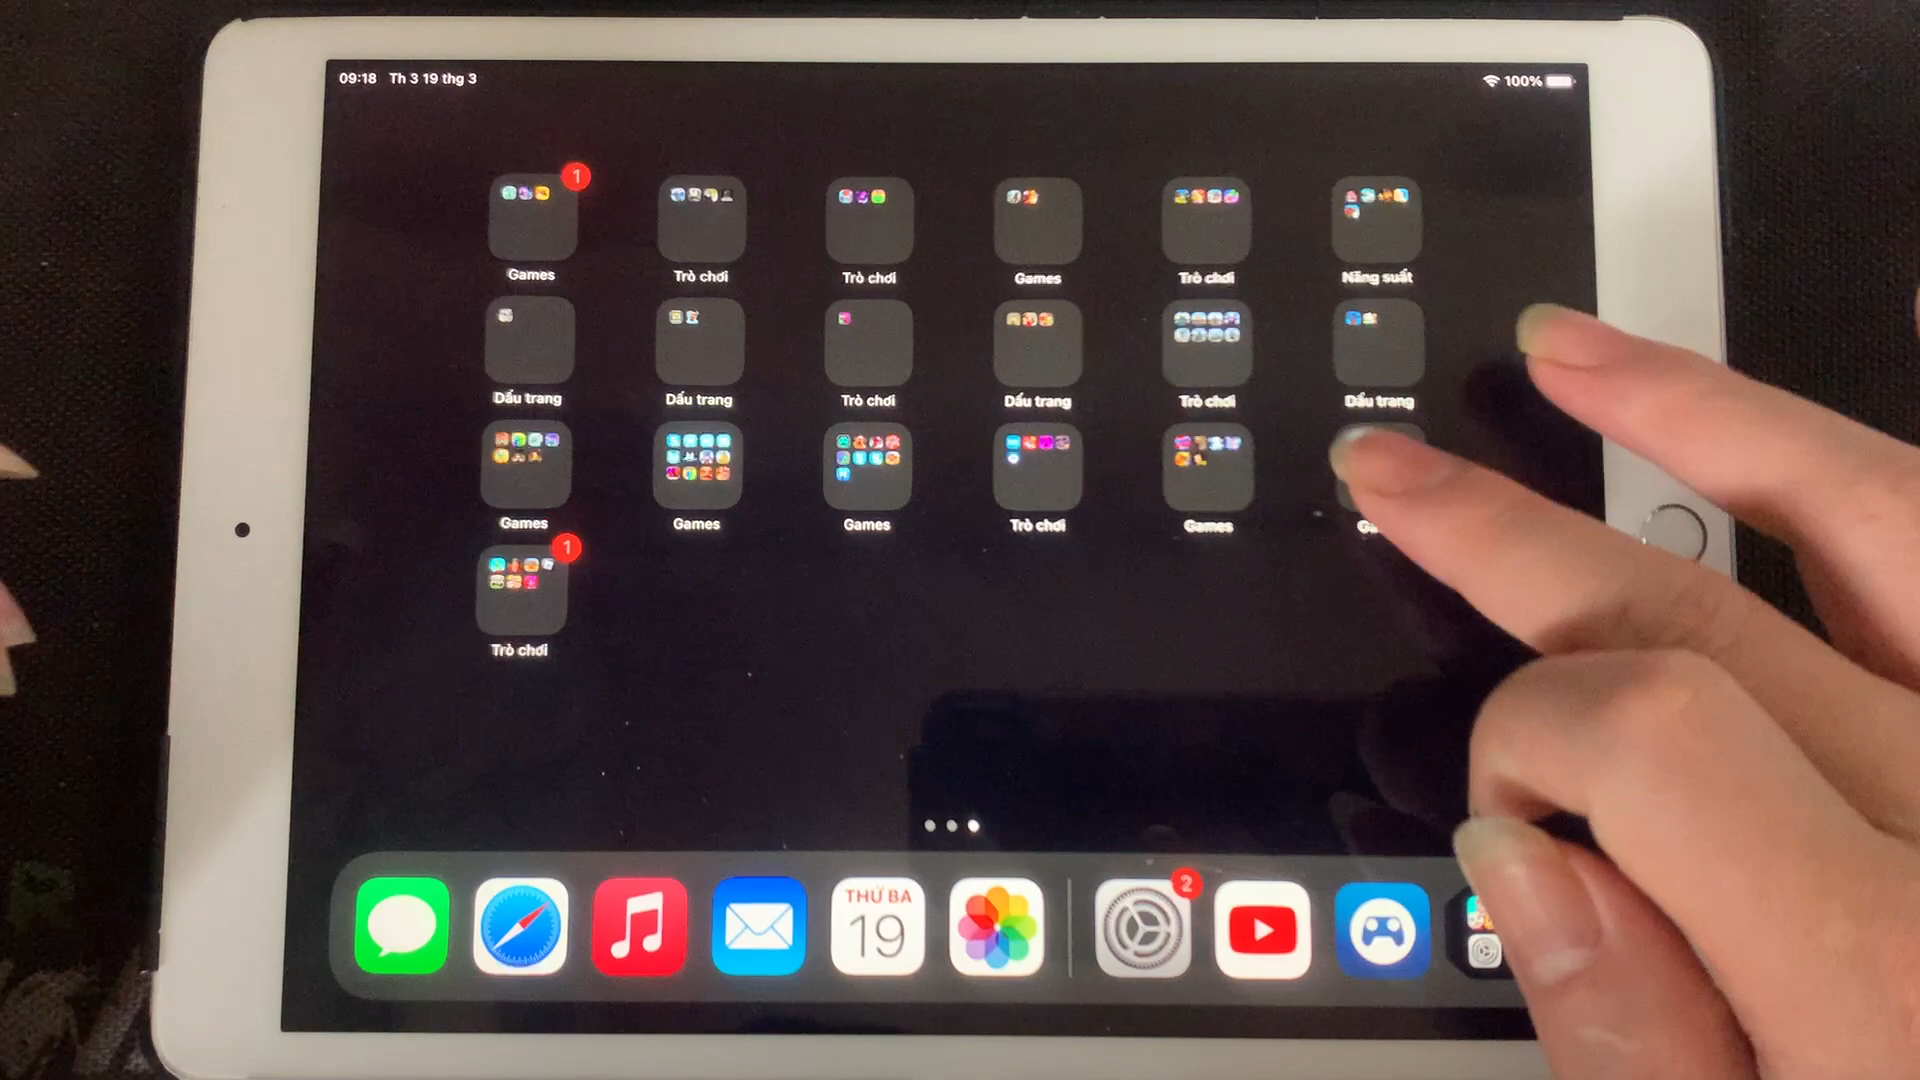 09:18 Th 3 19 thg 3
100%
1
Games
Trò chơi
Trò chơi
Games
Trò chơi
Năng suất
Dấu trang
Dấu trang
Trò chơi
Dấu trang
Trò chơi
Dấu trang
Games
Games
Games
Trò chơi
Games
1
Trò chơi
THỨ BA
19
2